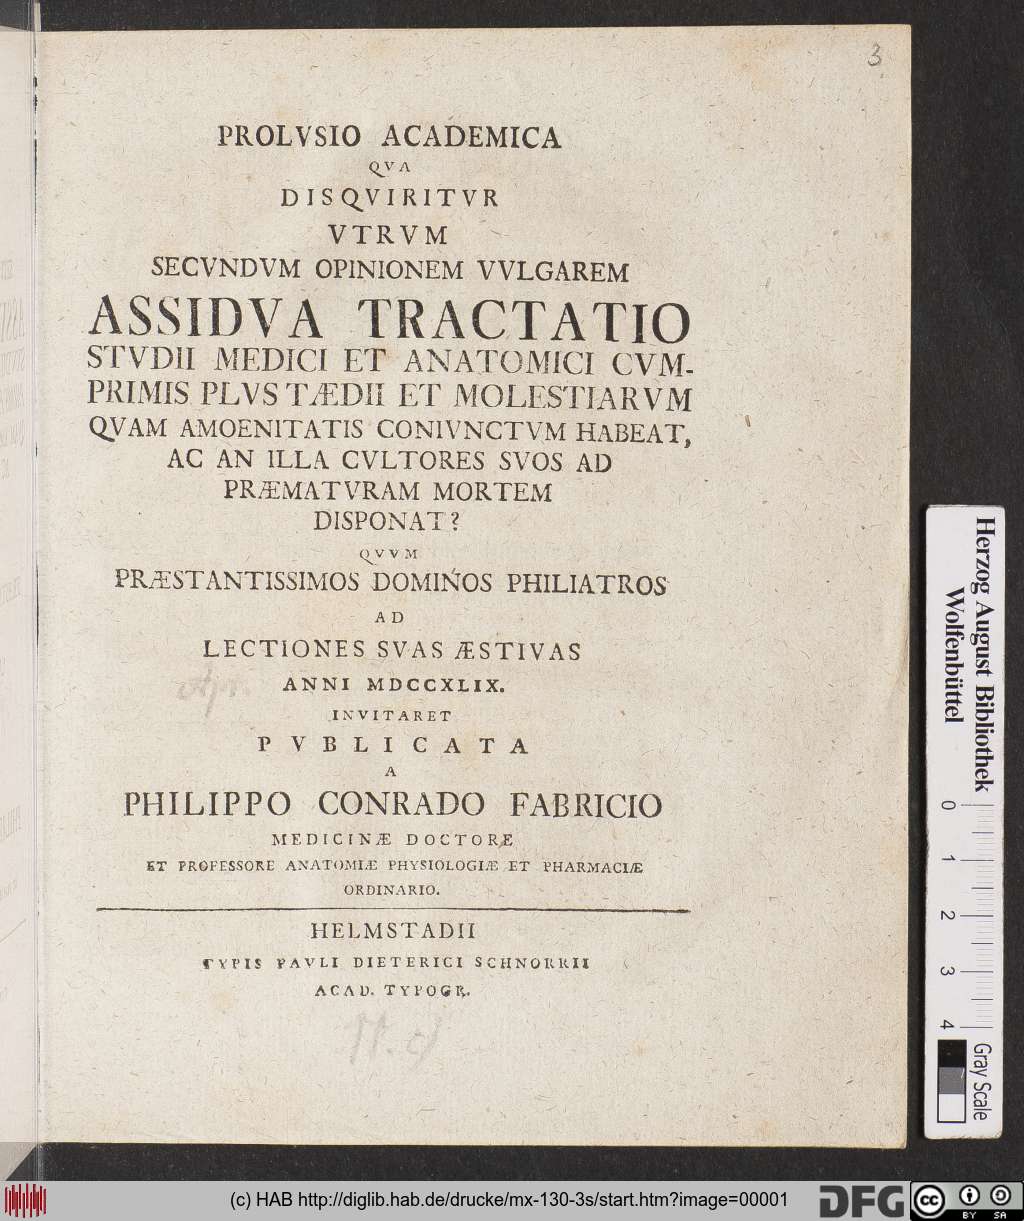 3
PROLVSIO ACADEMICA
QVA
DISQVIRITVR
VTRVM
SECVNDVM OPINIONEM VVLGAREM
ASSIDVA TRACTATIO
STVDII MEDICI ET ANATOMICI CVM-
PRIMIS PLVS TÆDII ET MOLESTIARVM
QVAM AMOENITATIS CONIVNCTVM HABEAT,
AC AN ILLA CVLTORES SVOS AD
PRÆMATVRAM MORTEM
DISPONAT?
QVVM
PRÆSTANTISSIMOS DOMINOS PHILIATROS
AD
LECTIONES SVAS ÆSTIVAS
ANNI MDCCXLIX.
INVITARET
PVBLICATA
A
PHILIPPO CONRADO FABRICIO
MEDICINÆ DOCTORE
ET PROFESSORE ANATOMIÆ PHYSIOLOGIÆ ET PHARMACIÆ
ORDINARIO.
HELMSTADII
TYPIS PAVLI DIETERICI SCHNORRII
ACAD. TYPOGR.
Herzog August Bibliothek
Wolfenbüttel
0 1 2 3 4
Gray Scale
(c) HAB http://diglib.hab.de/drucke/mx-130-3s/start.htm?image=00001
DFG
cc BY SA